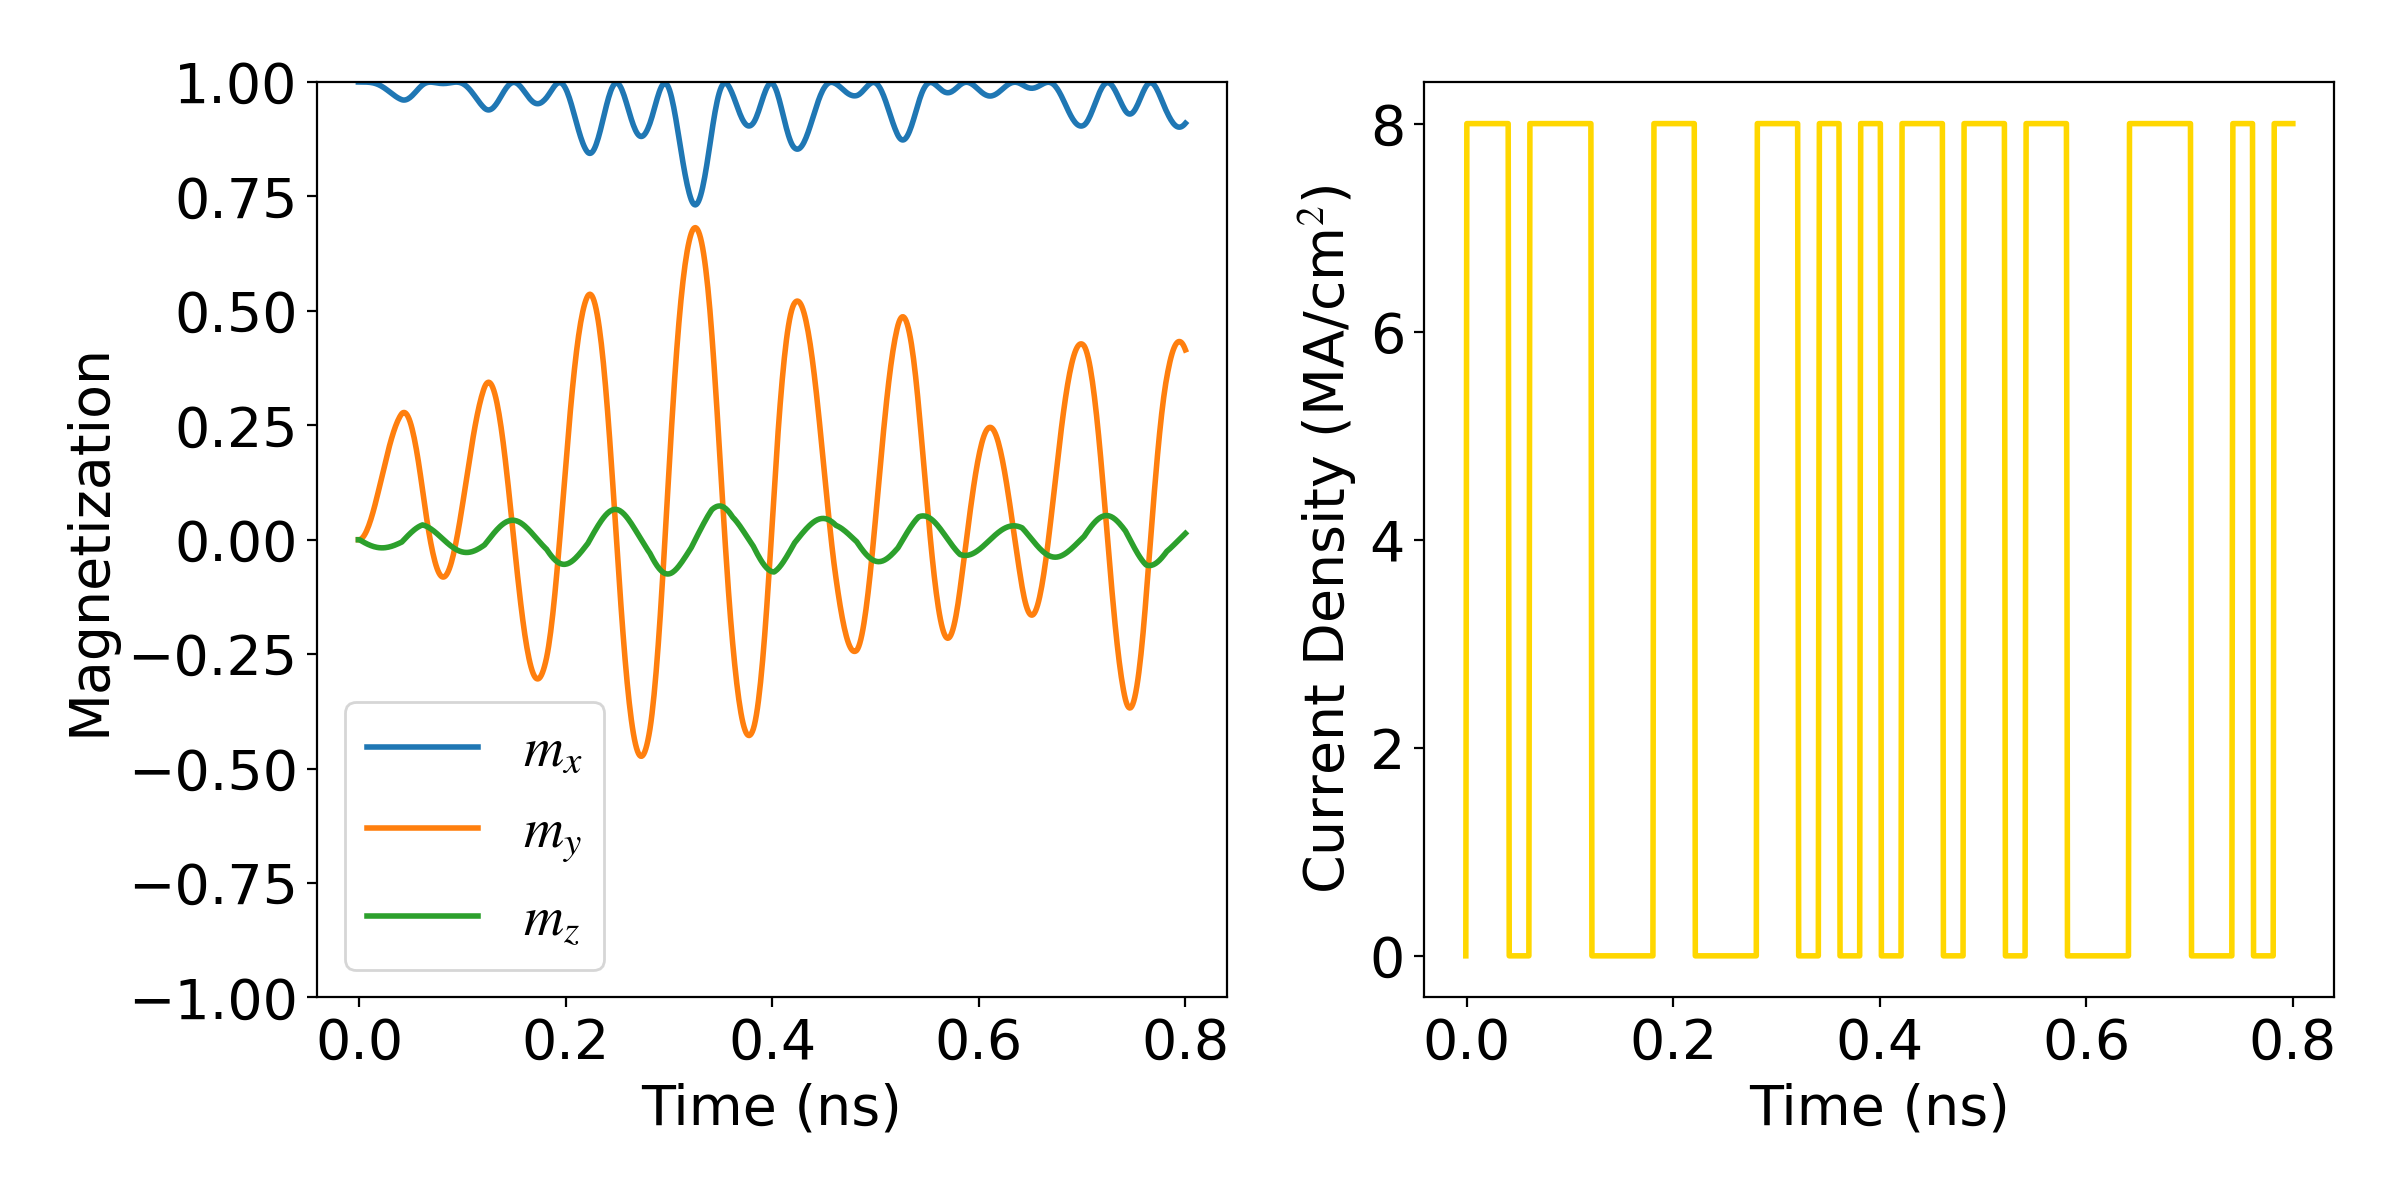 Magnetization
1.00
0.75
0.50
0.25
0.00
−0.25
−0.50
−0.75
−1.00
m_x
m_y
m_z
0.0 0.2 0.4 0.6 0.8
Time (ns)
Current Density (MA/cm²)
8
6
4
2
0
0.0 0.2 0.4 0.6 0.8
Time (ns)